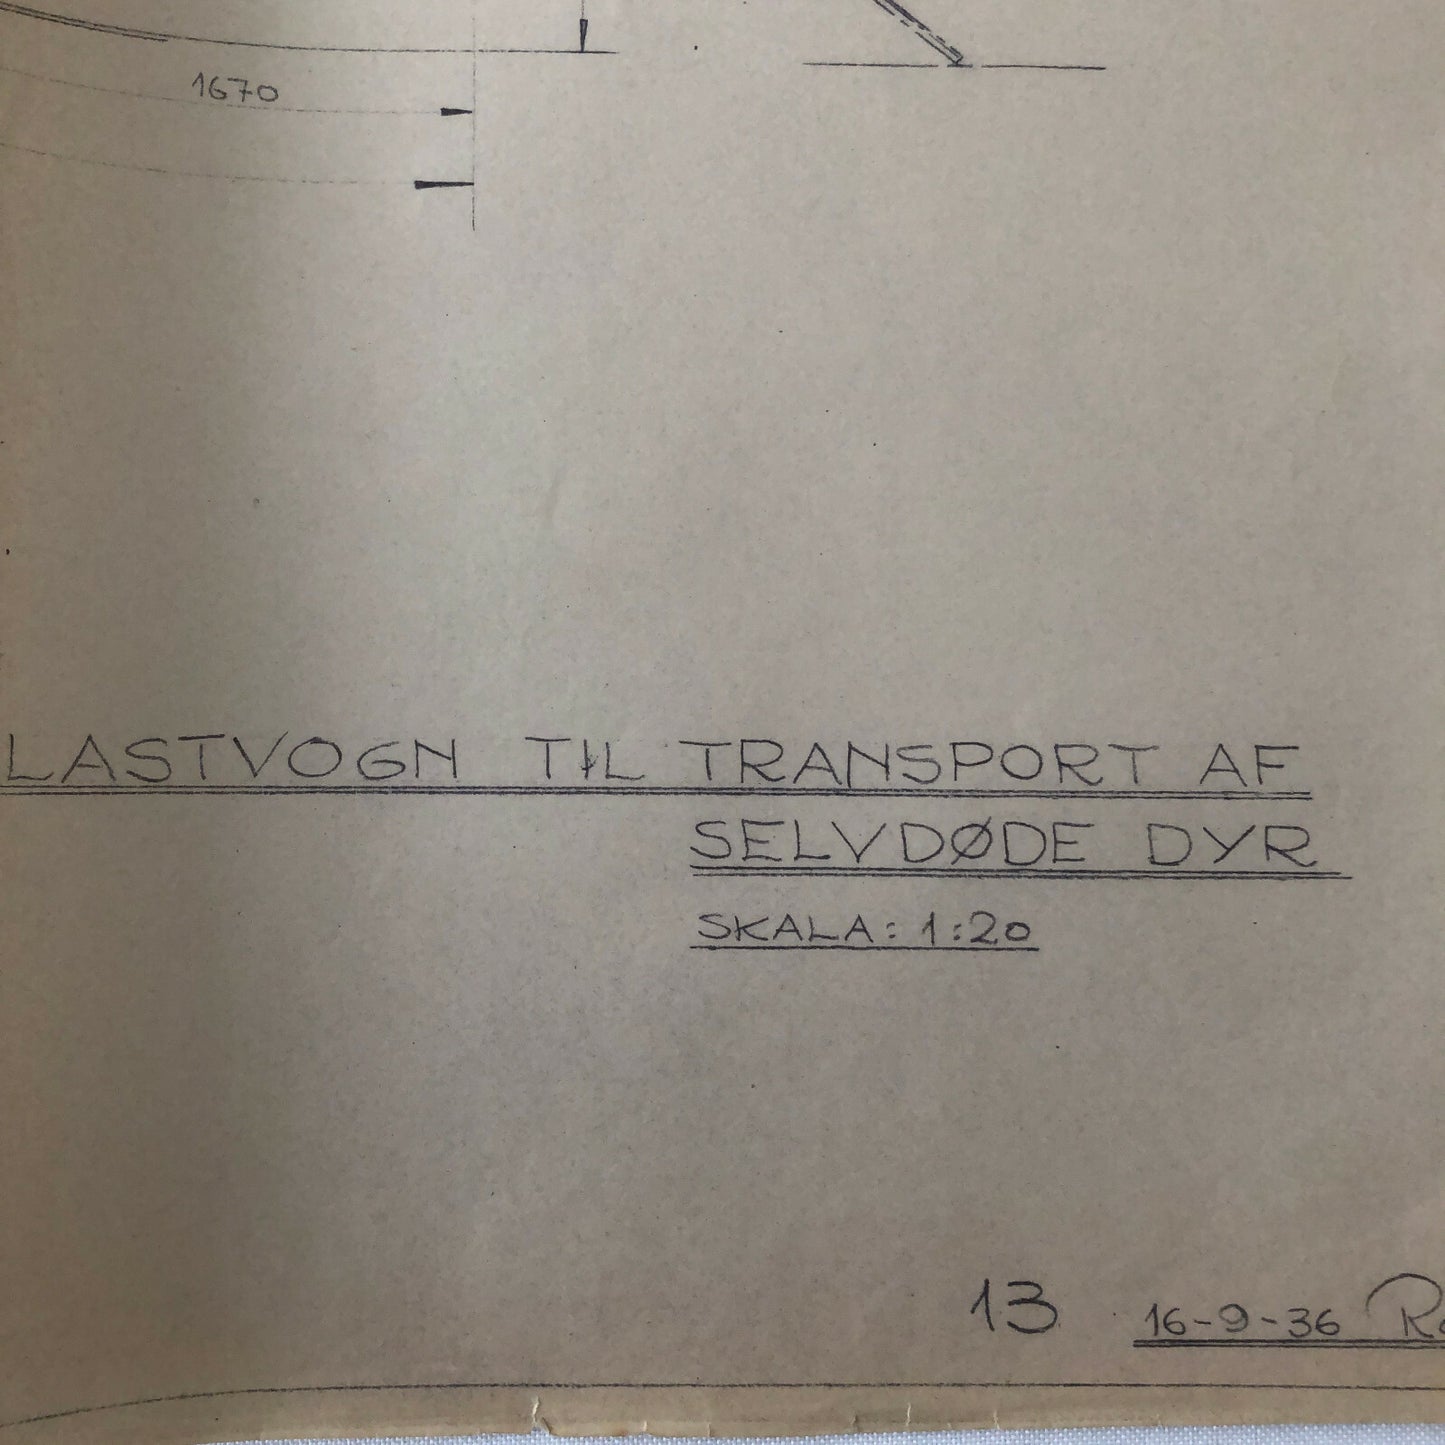 1670
LASTVOGN TIL TRANSPORT AF
SELVDØDE DYR
SKALA: 1:20
13 16-9-36